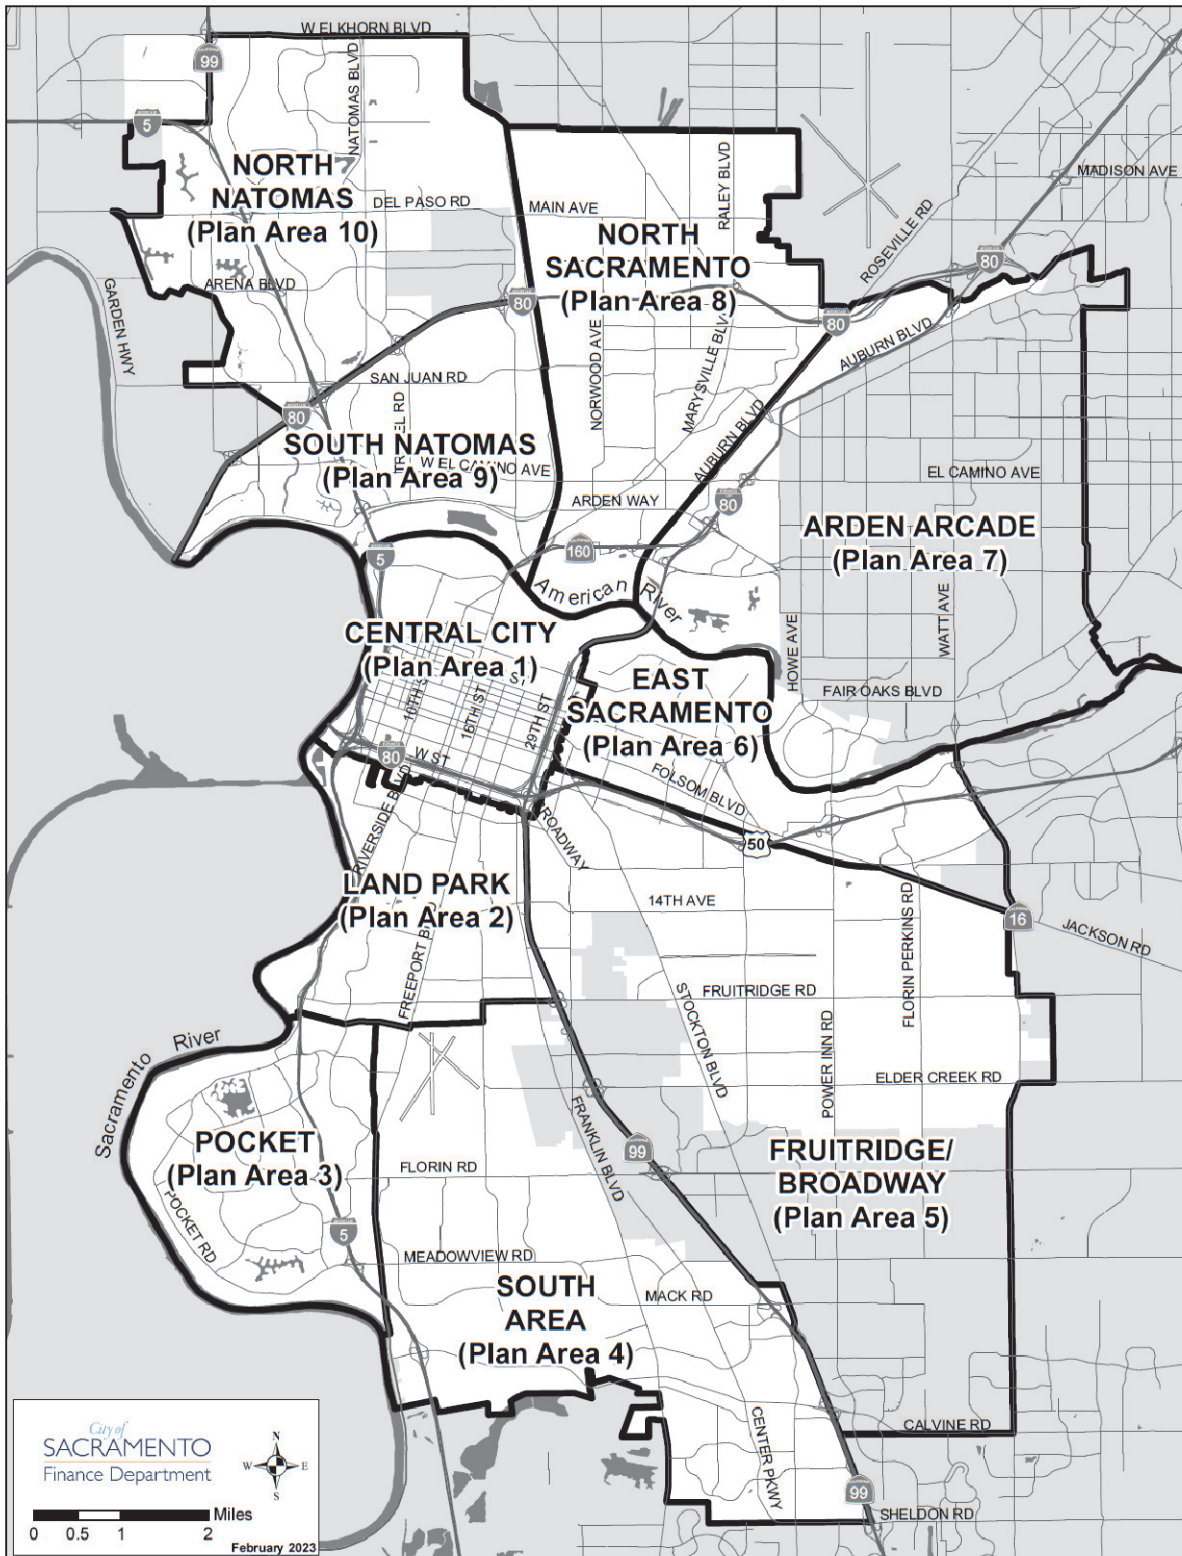 W ELKHORN BLVD
99
5
NATOMAS BLVD
NORTH
NATOMAS
(Plan Area 10)
DEL PASO RD
MAIN AVE
RALEY BLVD
MADISON AVE
NORTH
SACRAMENTO
(Plan Area 8)
ROSEVILLE RD
80
GARDEN HWY
ARENA BLVD
80
80
NORWOOD AVE
MARYSVILLE BLV
AUBURN BLVD
SAN JUAN RD
80
SOUTH NATOMAS
(Plan Area 9)
W EL CAMINO AVE
AUBURN BLVD
EL CAMINO AVE
ARDEN WAY
80
ARDEN ARCADE
(Plan Area 7)
5
160
American River
WATT AVE
HOWE AVE
CENTRAL CITY
(Plan Area 1)
10TH S
16TH ST
ST
29TH ST
EAST
SACRAMENTO
(Plan Area 6)
FAIR OAKS BLVD
80
W ST
FOLSOM BLVD
RIVERSIDE BLVD
ROADWAY
50
LAND PARK
(Plan Area 2)
14TH AVE
FLORIN PERKINS RD
16
JACKSON RD
FREEPORT B
FRUITRIDGE RD
STOCKTON BLVD
POWER INN RD
Sacramento River
ELDER CREEK RD
FRANKLIN BLVD
99
POCKET
(Plan Area 3)
FLORIN RD
FRUITRIDGE/
BROADWAY
(Plan Area 5)
POCKET RD
5
MEADOWVIEW RD
SOUTH
AREA
(Plan Area 4)
MACK RD
CENTER PKWY
CALVINE RD
99
SHELDON RD
City of
SACRAMENTO
Finance Department
N
W E
S
Miles
0 0.5 1 2
February 2023